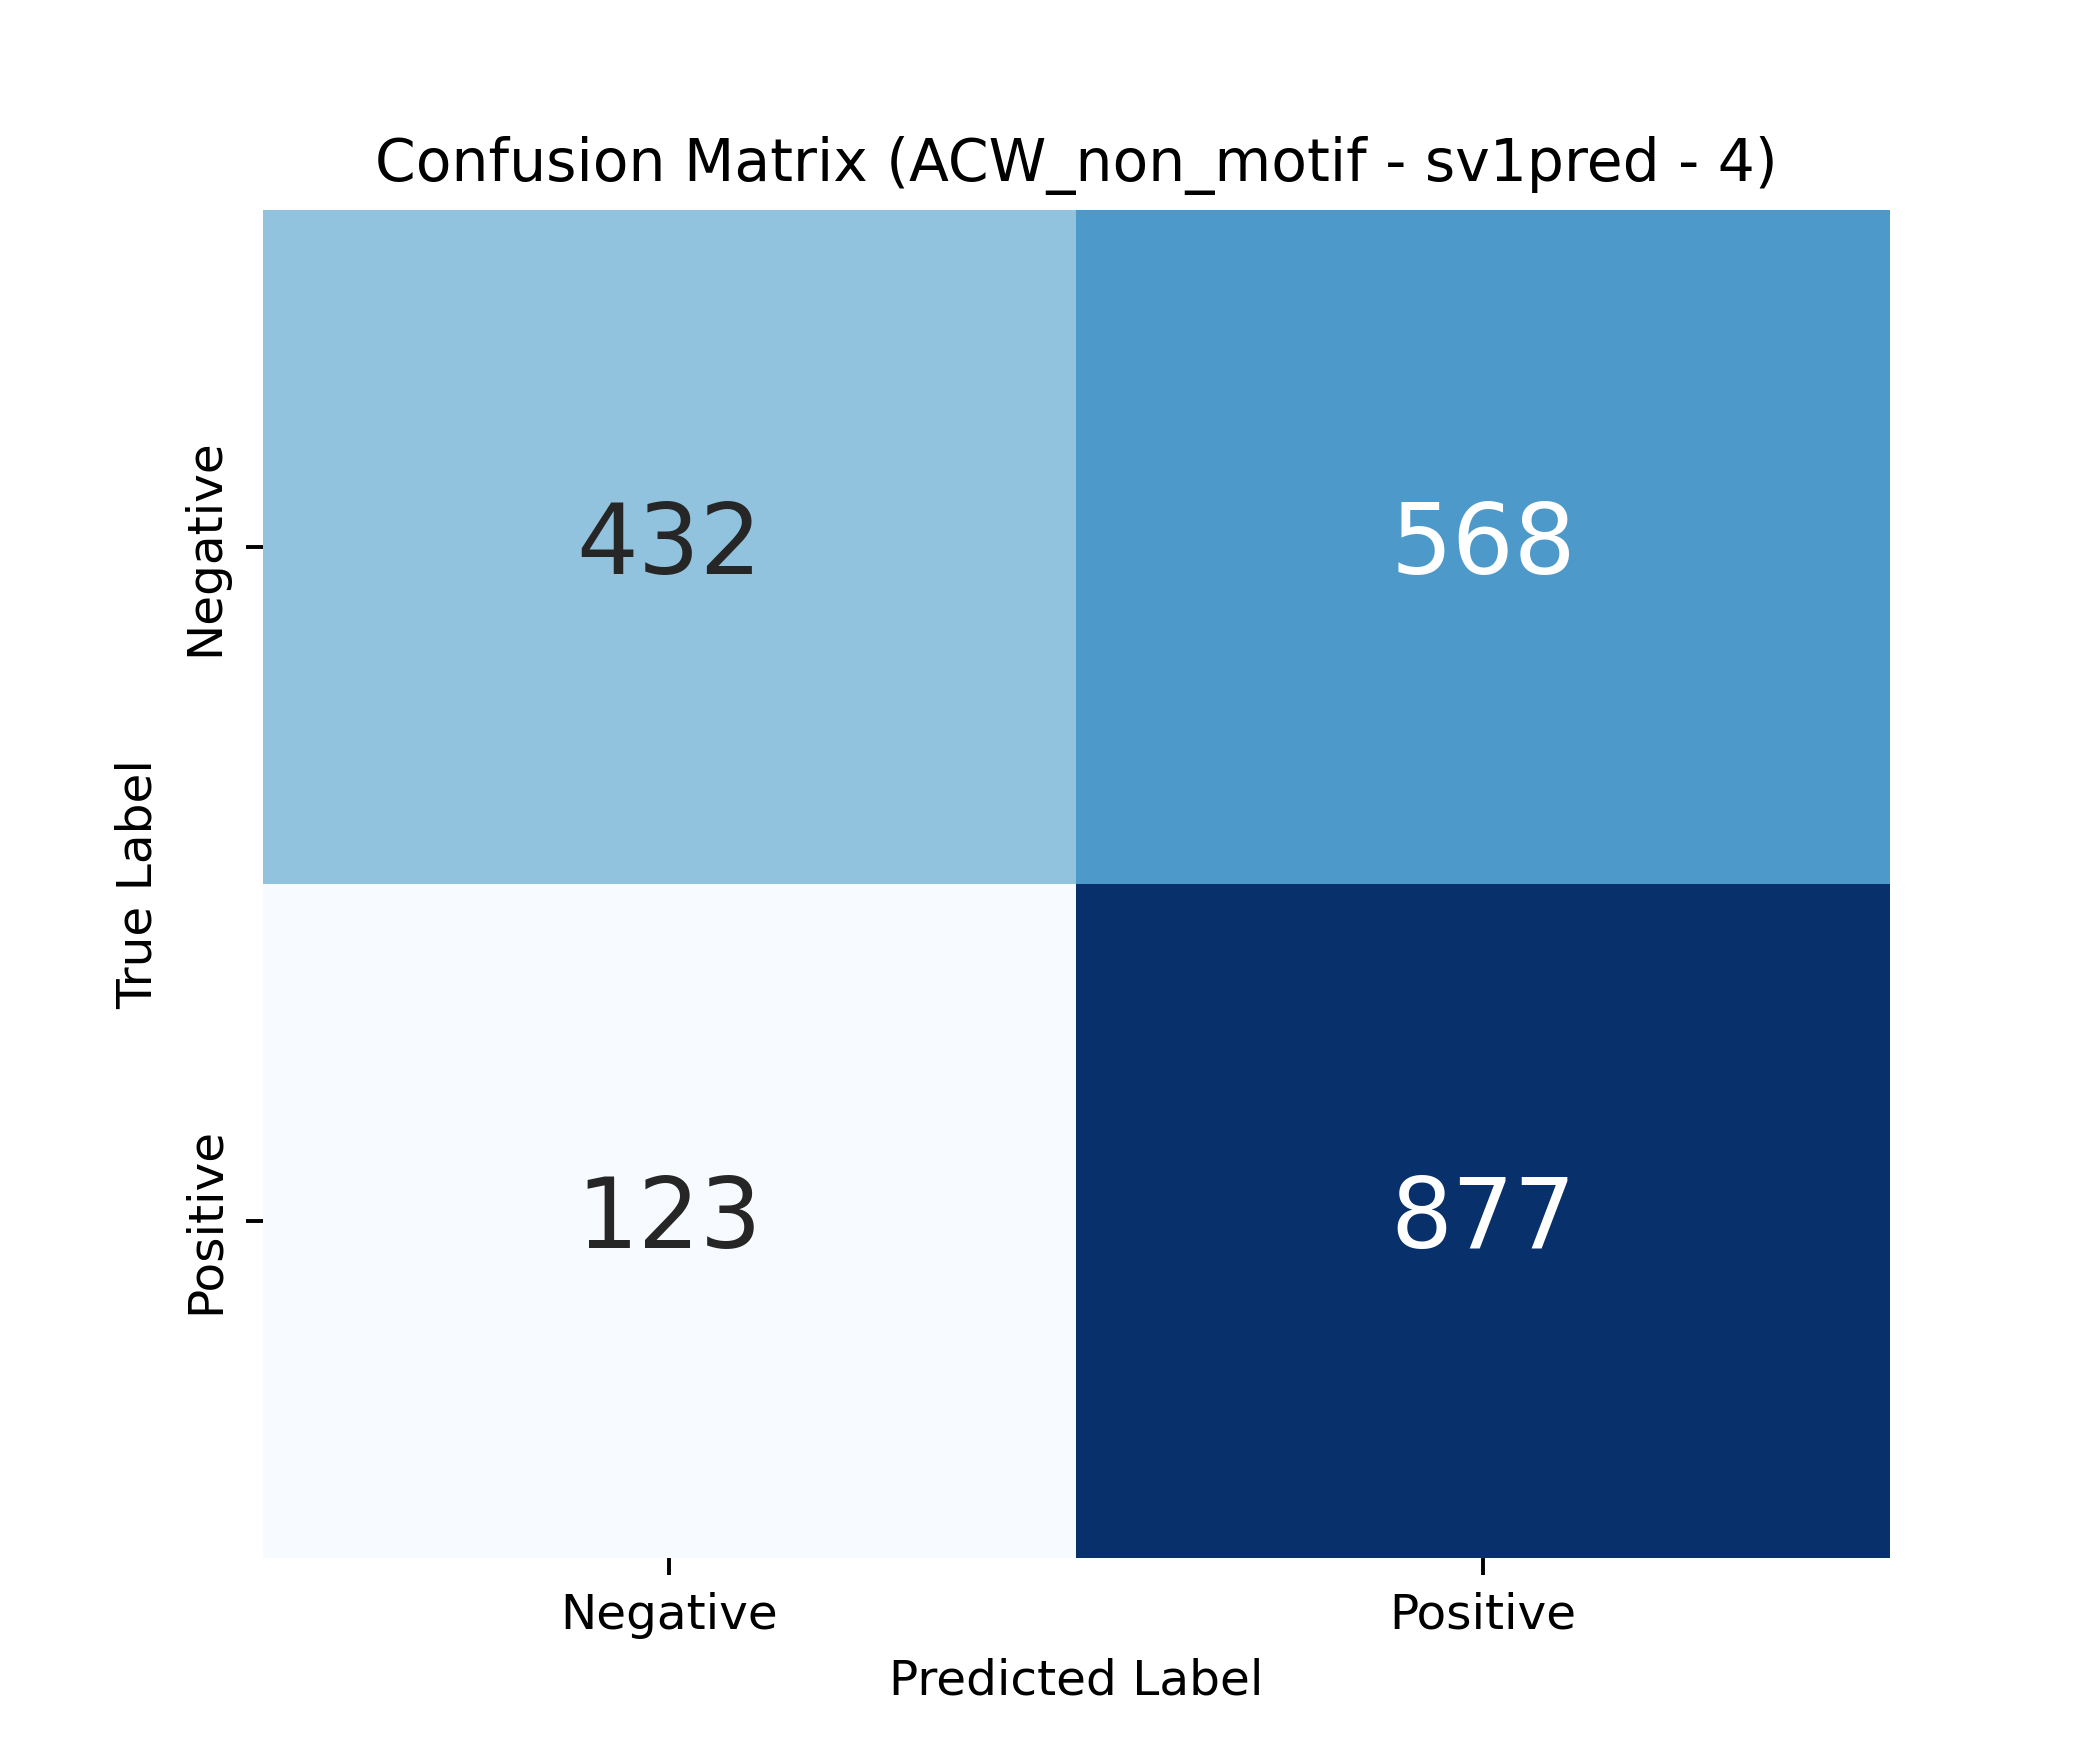 Confusion Matrix (ACW_non_motif - sv1pred - 4)
True Label
Negative
432
568
Positive
123
877
Negative
Positive
Predicted Label